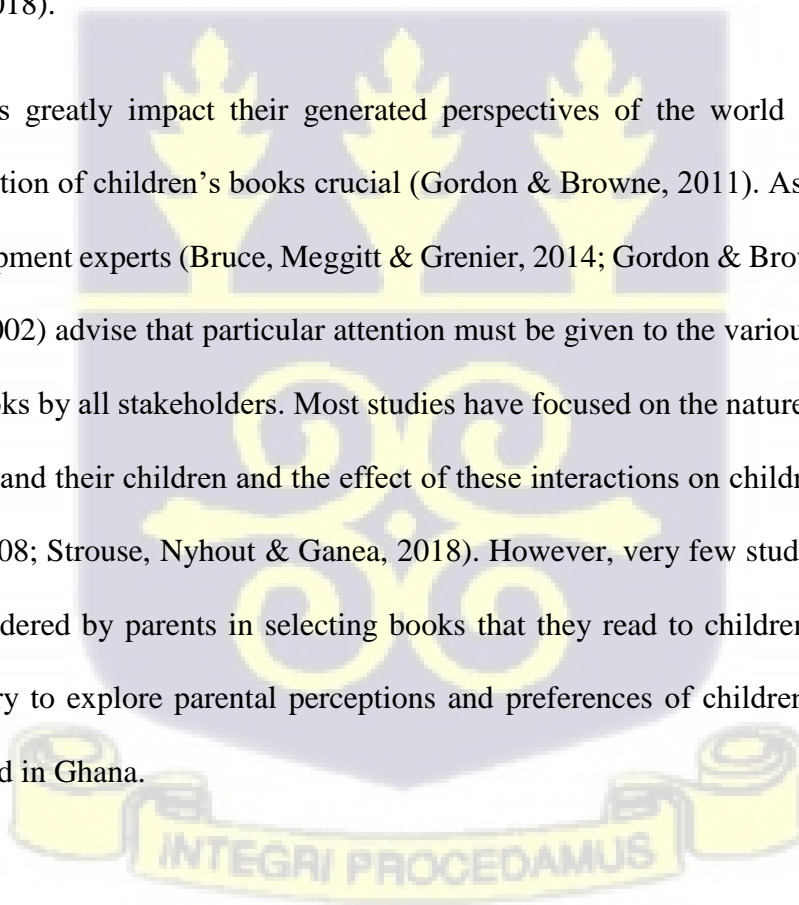 018).
s greatly impact their generated perspectives of the world
tion of children’s books crucial (Gordon & Browne, 2011). As
pment experts (Bruce, Meggitt & Grenier, 2014; Gordon & Brow
002) advise that particular attention must be given to the variou
oks by all stakeholders. Most studies have focused on the nature
and their children and the effect of these interactions on childr
08; Strouse, Nyhout & Ganea, 2018). However, very few stud
dered by parents in selecting books that they read to children
ry to explore parental perceptions and preferences of children
d in Ghana.
INTEGRI PROCEDAMUS